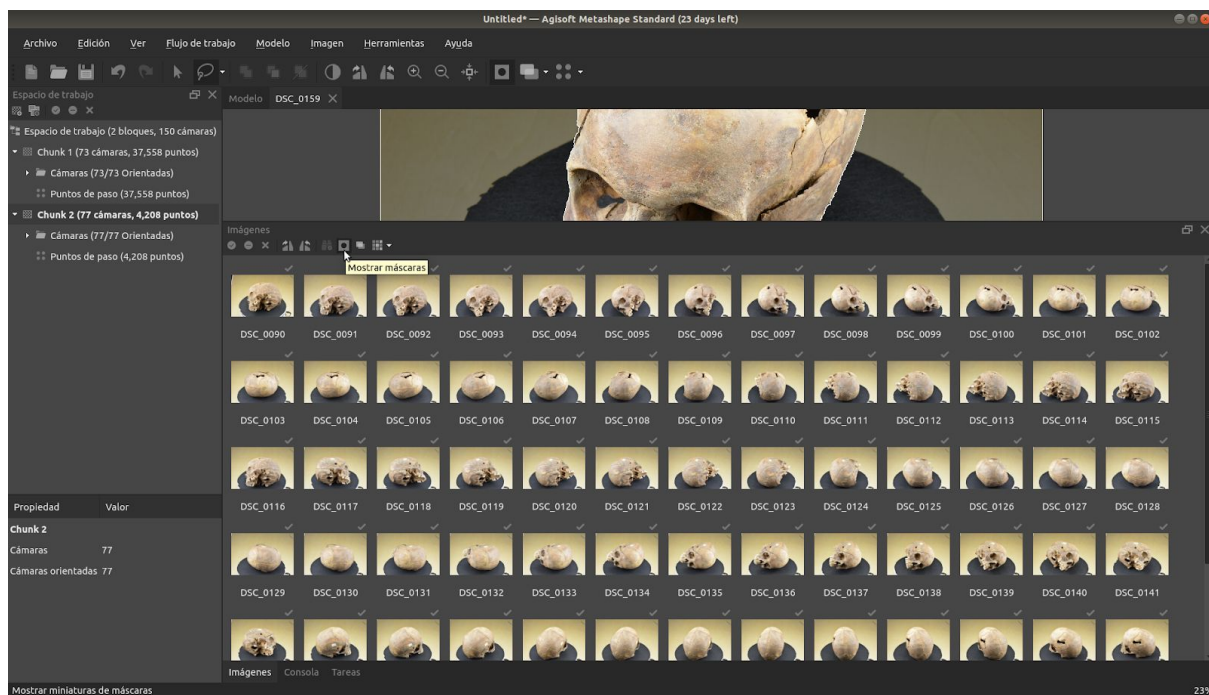 Untitled* — Agisoft Metashape Standard (23 days left)
Archivo Edición Ver Flujo de trabajo Modelo Imagen Herramientas Ayuda
Espacio de trabajo
Modelo DSC_0159
Espacio de trabajo (2 bloques, 150 cámaras)
Chunk 1 (73 cámaras, 37,558 puntos)
Cámaras (73/73 Orientadas)
Puntos de paso (37,558 puntos)
Chunk 2 (77 cámaras, 4,208 puntos)
Cámaras (77/77 Orientadas)
Puntos de paso (4,208 puntos)
Propiedad Valor
Chunk 2
Cámaras 77
Cámaras orientadas 77
Imágenes
Mostrar máscaras
DSC_0090 DSC_0091 DSC_0092 DSC_0093 DSC_0094 DSC_0095 DSC_0096 DSC_0097 DSC_0098 DSC_0099 DSC_0100 DSC_0101 DSC_0102
DSC_0103 DSC_0104 DSC_0105 DSC_0106 DSC_0107 DSC_0108 DSC_0109 DSC_0110 DSC_0111 DSC_0112 DSC_0113 DSC_0114 DSC_0115
DSC_0116 DSC_0117 DSC_0118 DSC_0119 DSC_0120 DSC_0121 DSC_0122 DSC_0123 DSC_0124 DSC_0125 DSC_0126 DSC_0127 DSC_0128
DSC_0129 DSC_0130 DSC_0131 DSC_0132 DSC_0133 DSC_0134 DSC_0135 DSC_0136 DSC_0137 DSC_0138 DSC_0139 DSC_0140 DSC_0141
Imágenes Consola Tareas
Mostrar miniaturas de máscaras 23%